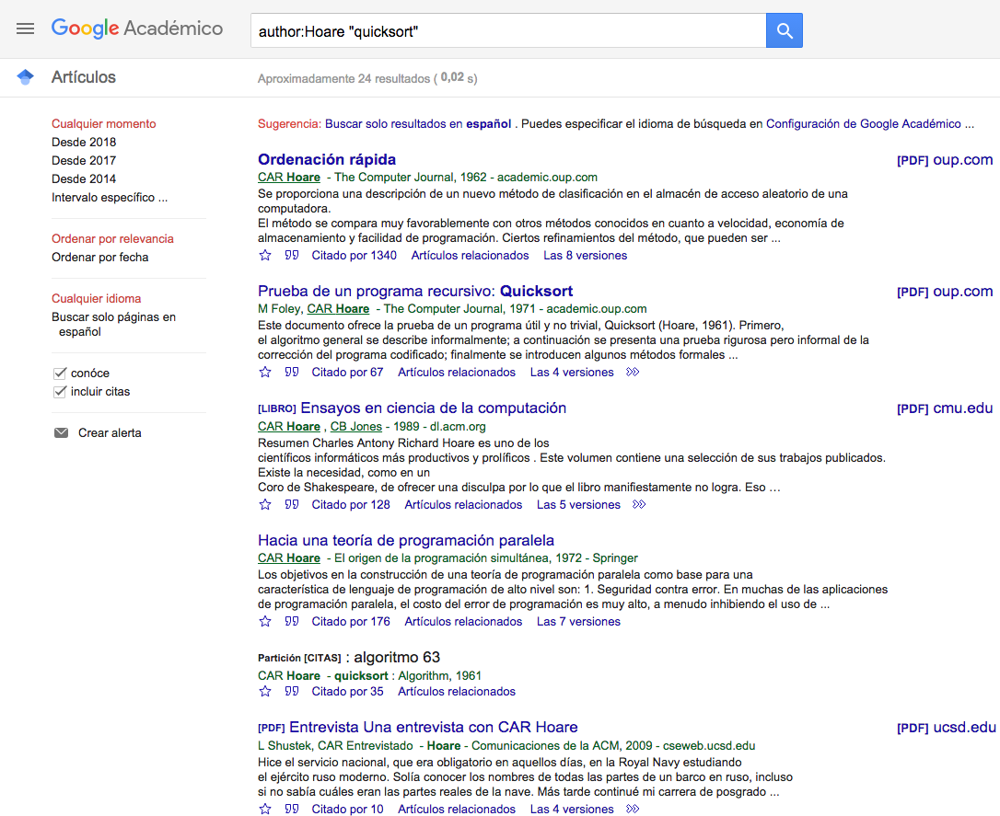 Google Académico
author:Hoare "quicksort"
Artículos
Aproximadamente 24 resultados ( 0,02 s)
Cualquier momento
Desde 2018
Desde 2017
Desde 2014
Intervalo específico ...
Ordenar por relevancia
Ordenar por fecha
Cualquier idioma
Buscar solo páginas en
español
conóce
incluir citas
Crear alerta
Sugerencia: Buscar solo resultados en español . Puedes especificar el idioma de búsqueda en Configuración de Google Académico ...
Ordenación rápida
[PDF] oup.com
CAR Hoare - The Computer Journal, 1962 - academic.oup.com
Se proporciona una descripción de un nuevo método de clasificación en el almacén de acceso aleatorio de una
computadora.
El método se compara muy favorablemente con otros métodos conocidos en cuanto a velocidad, economía de
almacenamiento y facilidad de programación. Ciertos refinamientos del método, que pueden ser ...
Citado por 1340 Artículos relacionados Las 8 versiones
Prueba de un programa recursivo: Quicksort
[PDF] oup.com
M Foley, CAR Hoare - The Computer Journal, 1971 - academic.oup.com
Este documento ofrece la prueba de un programa útil y no trivial, Quicksort (Hoare, 1961). Primero,
el algoritmo general se describe informalmente; a continuación se presenta una prueba rigurosa pero informal de la
corrección del programa codificado; finalmente se introducen algunos métodos formales ...
Citado por 67 Artículos relacionados Las 4 versiones
[LIBRO] Ensayos en ciencia de la computación
[PDF] cmu.edu
CAR Hoare , CB Jones - 1989 - dl.acm.org
Resumen Charles Antony Richard Hoare es uno de los
científicos informáticos más productivos y prolíficos . Este volumen contiene una selección de sus trabajos publicados.
Existe la necesidad, como en un
Coro de Shakespeare, de ofrecer una disculpa por lo que el libro manifiestamente no logra. Eso …
Citado por 128 Artículos relacionados Las 5 versiones
Hacia una teoría de programación paralela
CAR Hoare - El origen de la programación simultánea, 1972 - Springer
Los objetivos en la construcción de una teoría de programación paralela como base para una
característica de lenguaje de programación de alto nivel son: 1. Seguridad contra error. En muchas de las aplicaciones
de programación paralela, el costo del error de programación es muy alto, a menudo inhibiendo el uso de ...
Citado por 176 Artículos relacionados Las 7 versiones
Partición [CITAS] : algoritmo 63
CAR Hoare - quicksort : Algorithm, 1961
Citado por 35 Artículos relacionados
[PDF] Entrevista Una entrevista con CAR Hoare
[PDF] ucsd.edu
L Shustek, CAR Entrevistado - Hoare - Comunicaciones de la ACM, 2009 - cseweb.ucsd.edu
Hice el servicio nacional, que era obligatorio en aquellos días, en la Royal Navy estudiando
el ejército ruso moderno. Solía conocer los nombres de todas las partes de un barco en ruso, incluso
si no sabía cuáles eran las partes reales de la nave. Más tarde continué mi carrera de posgrado ...
Citado por 10 Artículos relacionados Las 4 versiones